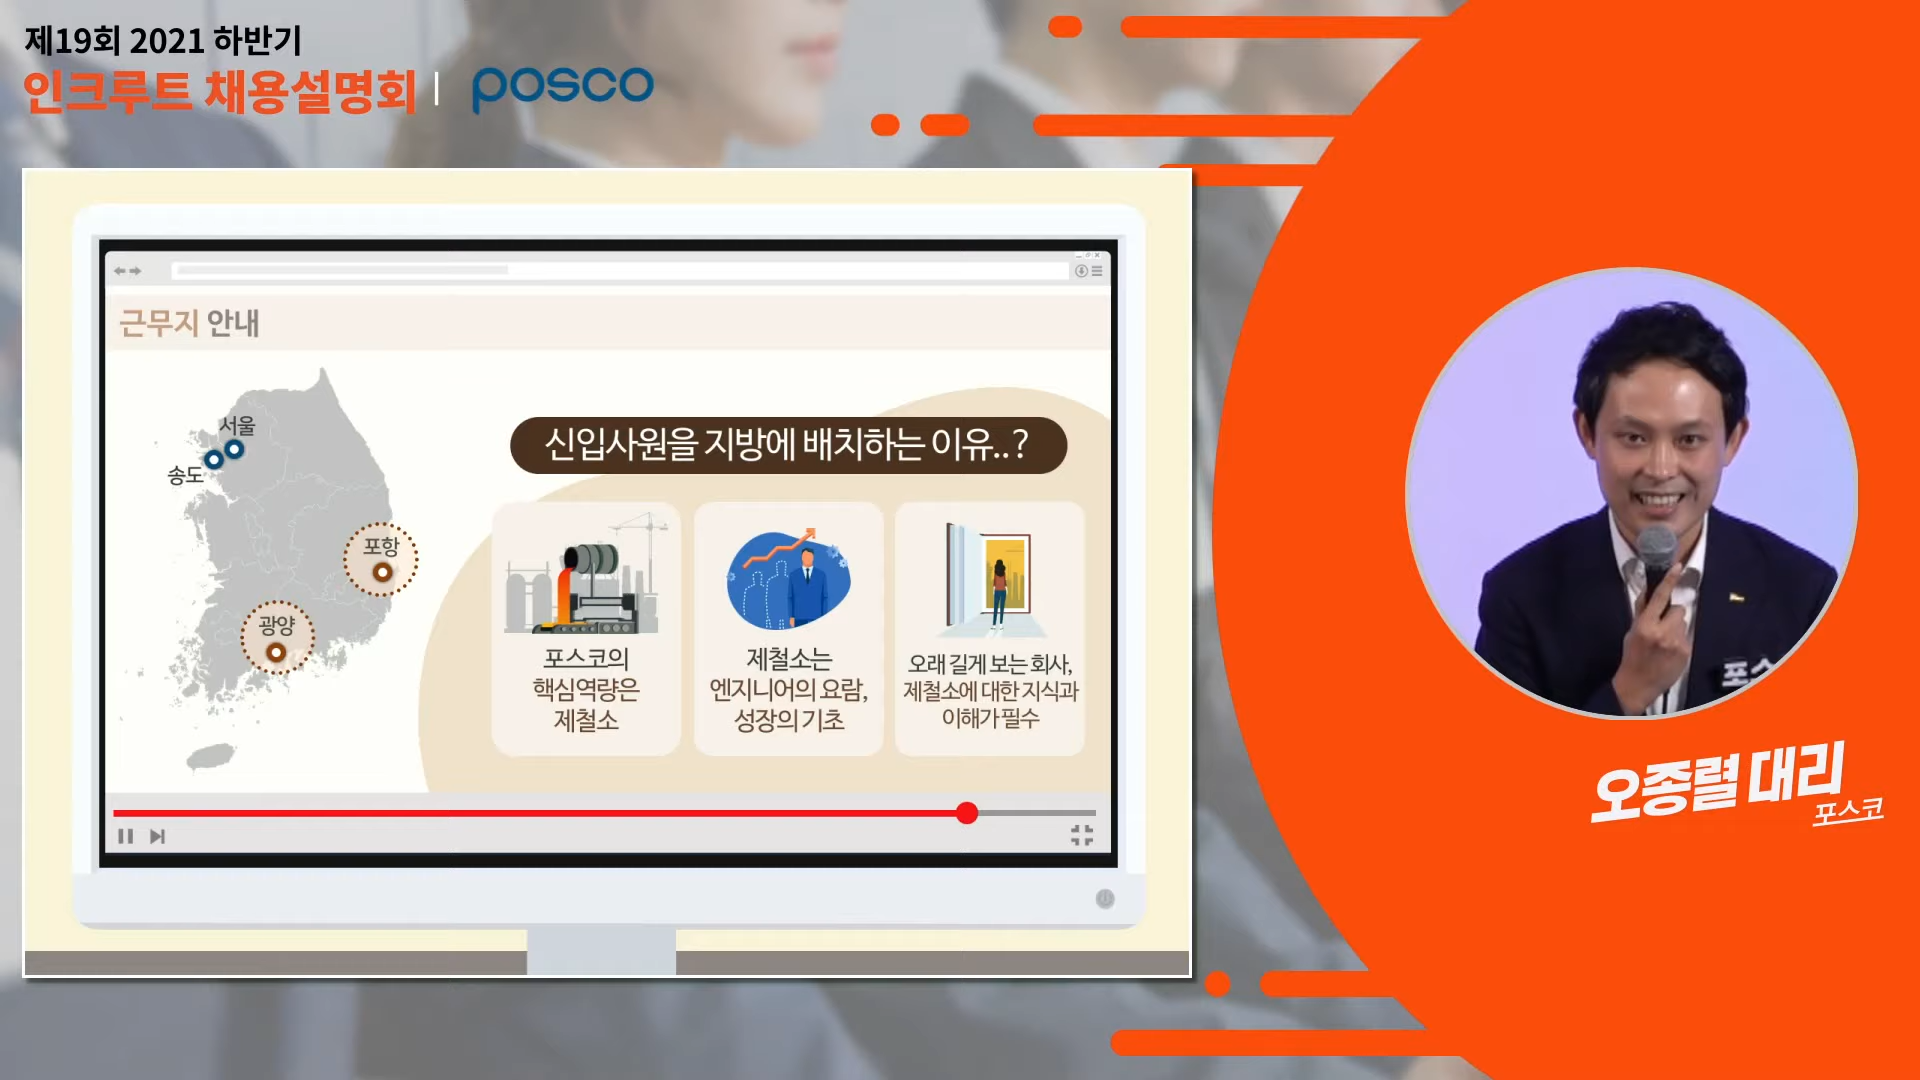 제19회 2021 하반기
인크루트 채용설명회
posco
근무지 안내
서울
송도
포항
광양
신입사원을 지방에 배치하는 이유..?
포스코의
핵심역량은
제철소
제철소는
엔지니어의 요람,
성장의 기초
오래 길게 보는 회사,
제철소에 대한 지식과
이해가 필수
포스
오종렬 대리
포스코